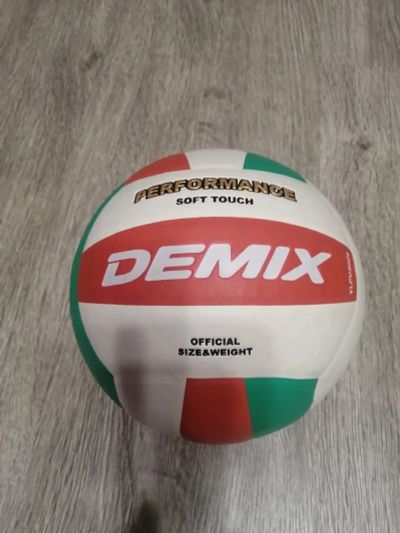 PERFORMANCE
SOFT TOUCH
DEMIX
OFFICIAL
SIZE&WEIGHT